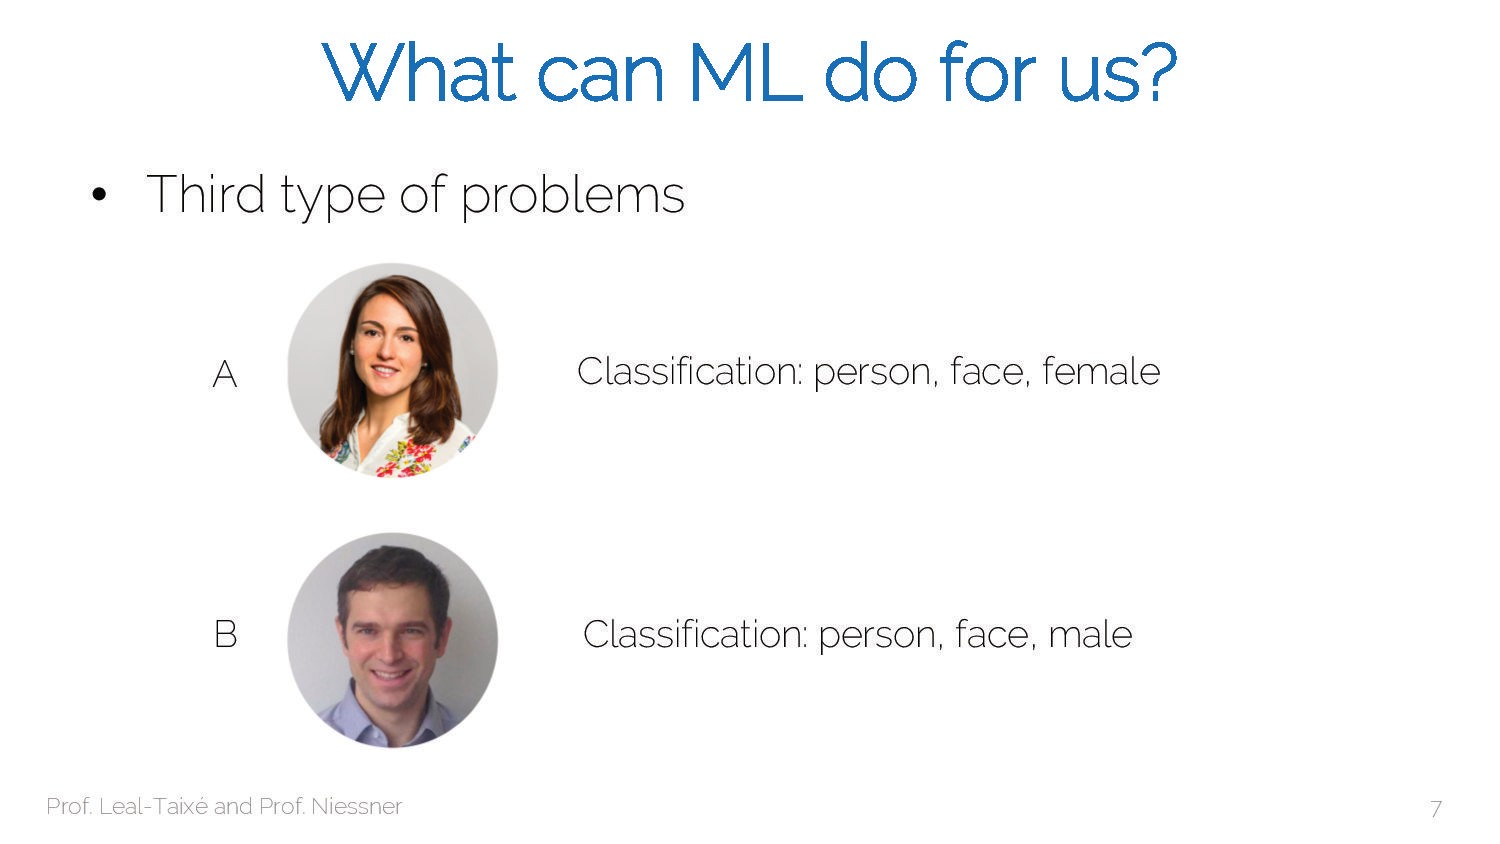 What can ML do for us?
• Third type of problems
A
Classification: person, face, female
B
Classification: person, face, male
Prof. Leal-Taixé and Prof. Niessner
7